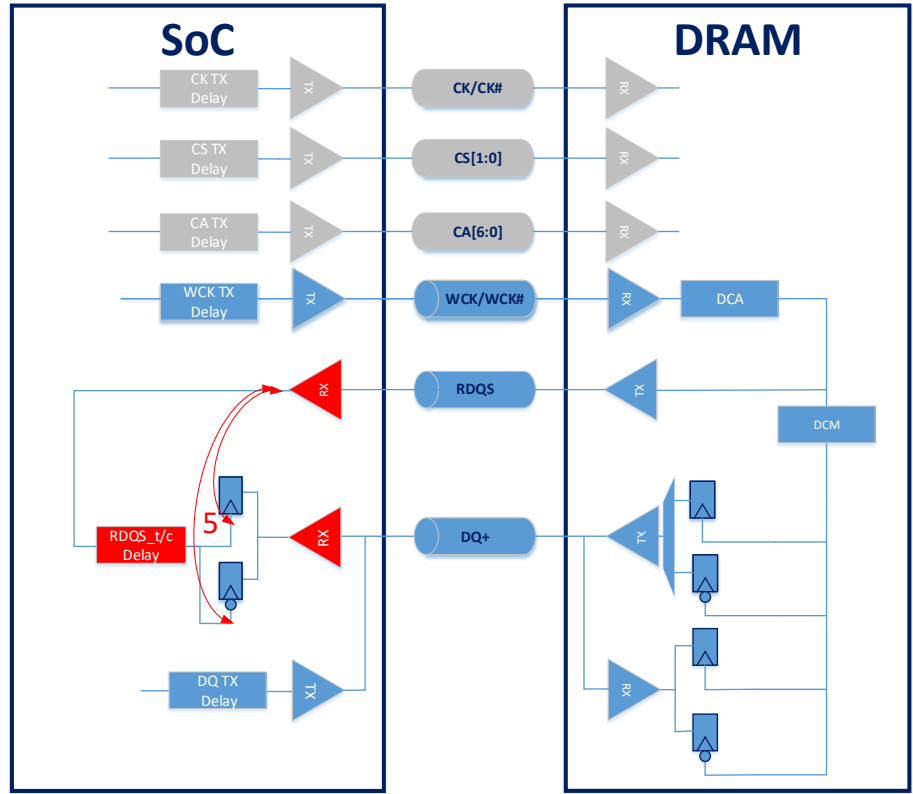 SoC
DRAM
CK TX
Delay
TX
CK/CK#
RX
CS TX
Delay
TX
CS[1:0]
RX
CA TX
Delay
TX
CA[6:0]
RX
WCK TX
Delay
TX
WCK/WCK#
RX
DCA
RX
RDQS
TX
DCM
5
RDQS_t/c
Delay
RX
DQ+
TX
DQ TX
Delay
TX
RX